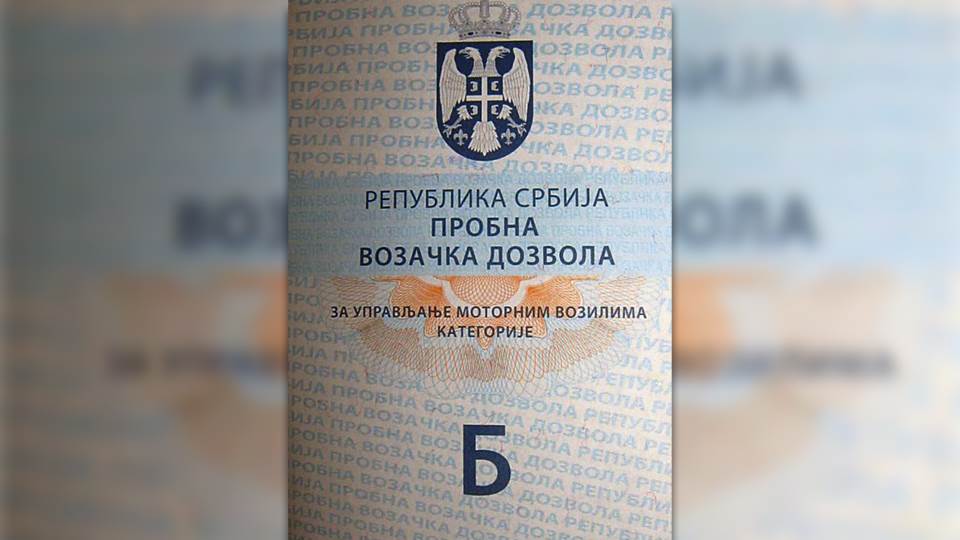 РЕПУБЛИКА СРБИЈА
ПРОБНА
ВОЗАЧКА ДОЗВОЛА
ЗА УПРАВЉАЊЕ МОТОРНИМ ВОЗИЛИМА
КАТЕГОРИЈЕ
Б